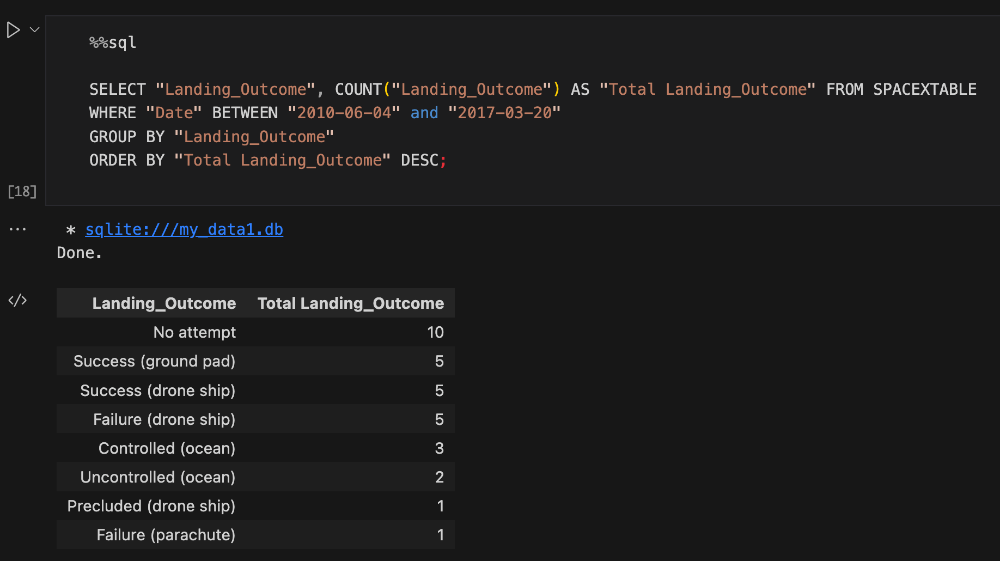 %%sql
SELECT "Landing_Outcome", COUNT("Landing_Outcome") AS "Total Landing_Outcome" FROM SPACEXTABLE
WHERE "Date" BETWEEN "2010-06-04" and "2017-03-20"
GROUP BY "Landing_Outcome"
ORDER BY "Total Landing_Outcome" DESC;
[18]
* sqlite:///my_data1.db
Done.
Landing_Outcome Total Landing_Outcome
No attempt 10
Success (ground pad) 5
Success (drone ship) 5
Failure (drone ship) 5
Controlled (ocean) 3
Uncontrolled (ocean) 2
Precluded (drone ship) 1
Failure (parachute) 1